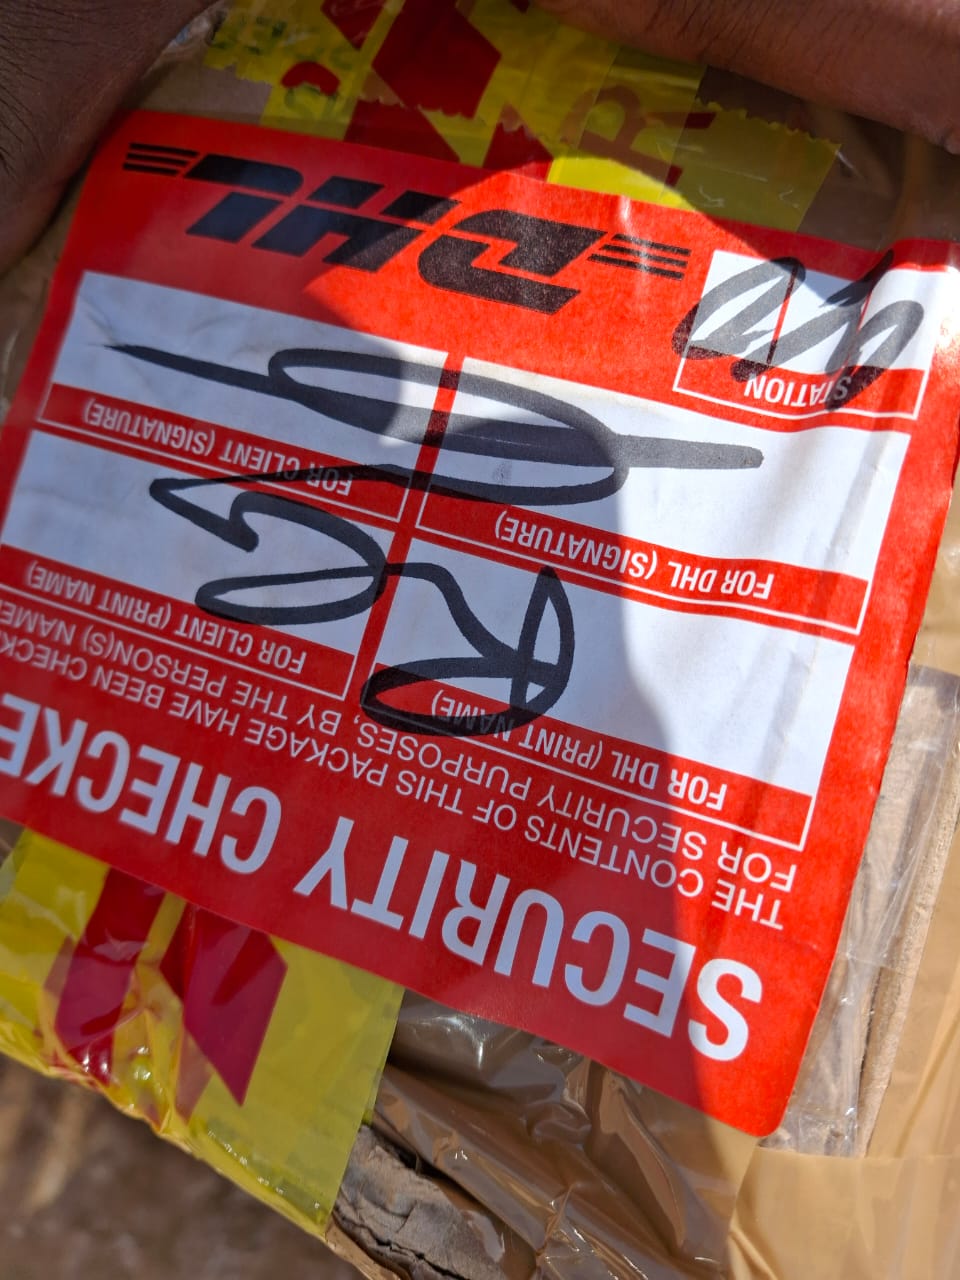 SECURITY CHECKE
THE CONTENTS OF THIS PACKAGE HAVE BEEN CHECK
FOR SECURITY PURPOSES, BY THE PERSON(S) NAME
FOR DHL (PRINT NAME)
FOR CLIENT (PRINT NAME)
FOR DHL (SIGNATURE)
FOR CLIENT (SIGNATURE)
STATION
DHL